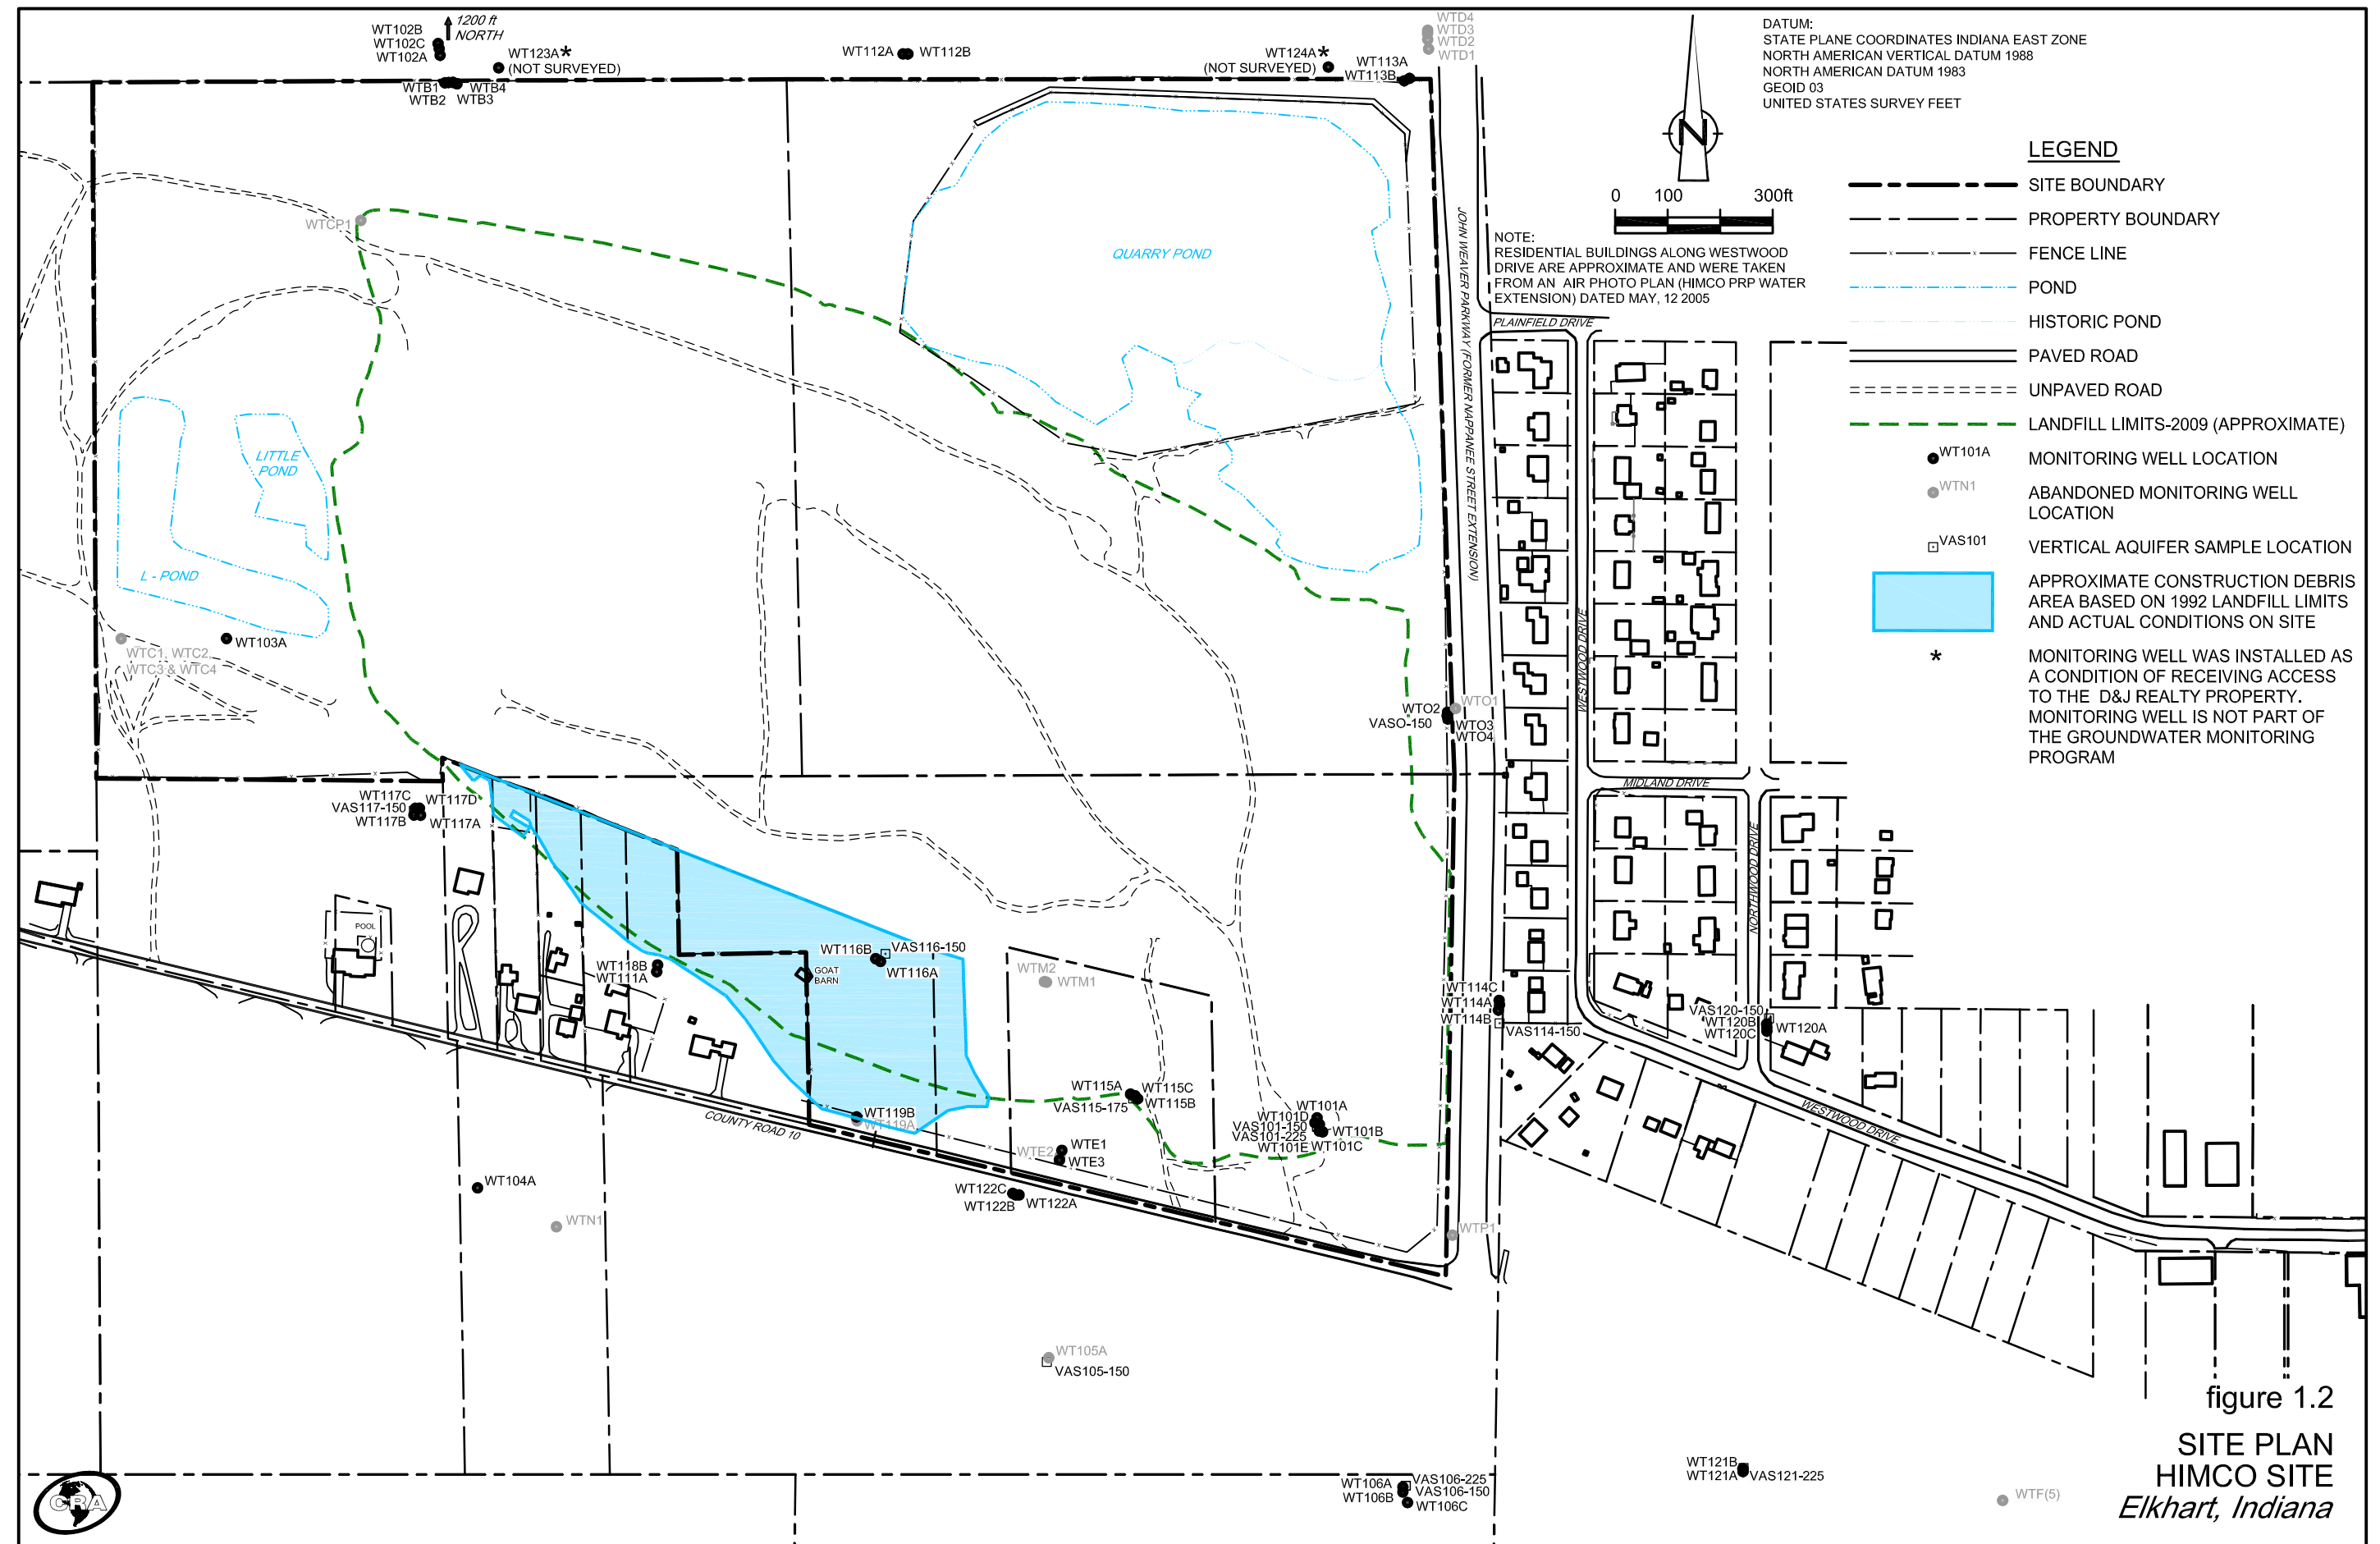 WT102B
WT102C
WT102A
1200 ft
NORTH
WT123A*
(NOT SURVEYED)
WT112A
WT112B
WT124A*
(NOT SURVEYED)
WT113A
WT113B
WTD4
WTD3
WTD2
WTD1
WTB1
WTB4
WTB2
WTB3
DATUM:
STATE PLANE COORDINATES INDIANA EAST ZONE
NORTH AMERICAN VERTICAL DATUM 1988
NORTH AMERICAN DATUM 1983
GEOID 03
UNITED STATES SURVEY FEET
N
0 100 300ft
NOTE:
RESIDENTIAL BUILDINGS ALONG WESTWOOD
DRIVE ARE APPROXIMATE AND WERE TAKEN
FROM AN AIR PHOTO PLAN (HIMCO PRP WATER
EXTENSION) DATED MAY, 12 2005
LEGEND
SITE BOUNDARY
PROPERTY BOUNDARY
FENCE LINE
POND
HISTORIC POND
PAVED ROAD
UNPAVED ROAD
LANDFILL LIMITS-2009 (APPROXIMATE)
WT101A
MONITORING WELL LOCATION
WTN1
ABANDONED MONITORING WELL
LOCATION
VAS101
VERTICAL AQUIFER SAMPLE LOCATION
APPROXIMATE CONSTRUCTION DEBRIS
AREA BASED ON 1992 LANDFILL LIMITS
AND ACTUAL CONDITIONS ON SITE
*
MONITORING WELL WAS INSTALLED AS
A CONDITION OF RECEIVING ACCESS
TO THE D&J REALTY PROPERTY.
MONITORING WELL IS NOT PART OF
THE GROUNDWATER MONITORING
PROGRAM
WTCP1
QUARRY POND
JOHN WEAVER PARKWAY (FORMER NAPPANEE STREET EXTENSION)
PLAINFIELD DRIVE
LITTLE
POND
L - POND
WT103A
WTC1, WTC2,
WTC3 & WTC4
WESTWOOD DRIVE
WTO1
WTO2
VASO-150
WTO3
WTO4
MIDLAND DRIVE
NORTHWOOD DRIVE
WT117C
WT117D
VAS117-150
WT117B
WT117A
POOL
WT118B
WT111A
WT116B
VAS116-150
WT116A
GOAT
BARN
WTM2
WTM1
WT114C
WT114A
WT114B
VAS114-150
VAS120-150
WT120B
WT120A
WT120C
WT115A
WT115C
VAS115-175
WT115B
WT119B
WT119A
WT101A
WT101D
VAS101-150
WT101B
VAS101-225
WT101E
WT101C
COUNTY ROAD 10
WESTWOOD DRIVE
WTE1
WTE2
WTE3
WT104A
WT122C
WT122B
WT122A
WTN1
WTP1
WT105A
VAS105-150
WT106A
VAS106-225
VAS106-150
WT106B
WT106C
WT121B
WT121A
VAS121-225
WTF(5)
CRA
figure 1.2
SITE PLAN
HIMCO SITE
Elkhart, Indiana